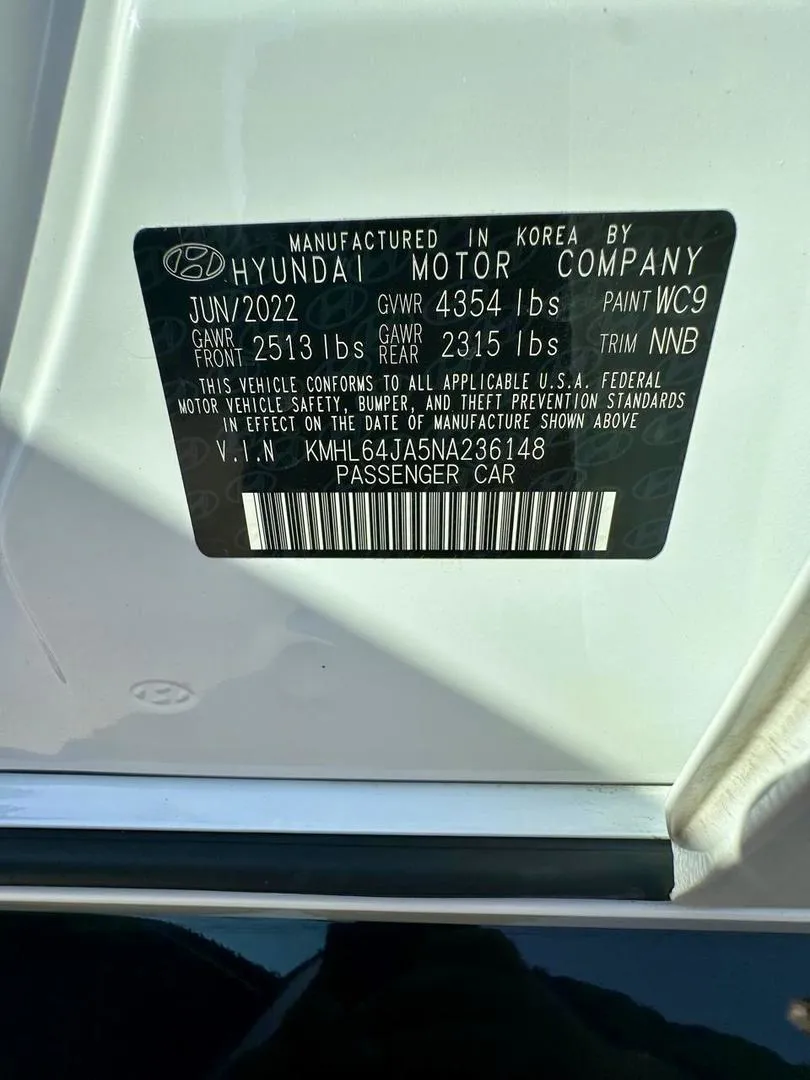 MANUFACTURED IN KOREA BY
HYUNDAI MOTOR COMPANY
JUN/2022 GVWR 4354 lbs PAINT WC9
GAWR FRONT 2513 lbs GAWR REAR 2315 lbs TRIM NNB
THIS VEHICLE CONFORMS TO ALL APPLICABLE U.S.A. FEDERAL
MOTOR VEHICLE SAFETY, BUMPER, AND THEFT PREVENTION STANDARDS
IN EFFECT ON THE DATE OF MANUFACTURE SHOWN ABOVE
V.I.N KMHL64JA5NA236148
PASSENGER CAR